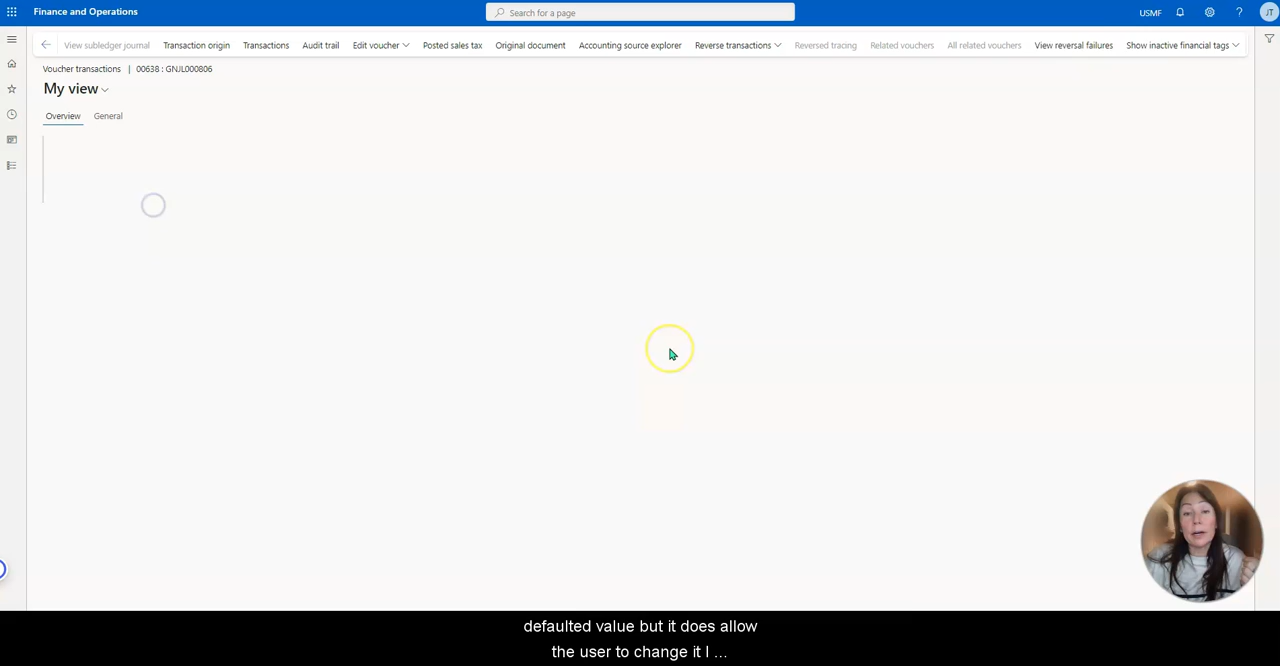 Finance and Operations
Search for a page
USMF
?
JT
View subledger journal Transaction origin Transactions Audit trail Edit voucher Posted sales tax Original document Accounting source explorer Reverse transactions Reversed tracing Related vouchers All related vouchers View reversal failures Show inactive financial tags
Voucher transactions | 00638 : GNJL000806
My view
Overview General
defaulted value but it does allow
the user to change it I ...